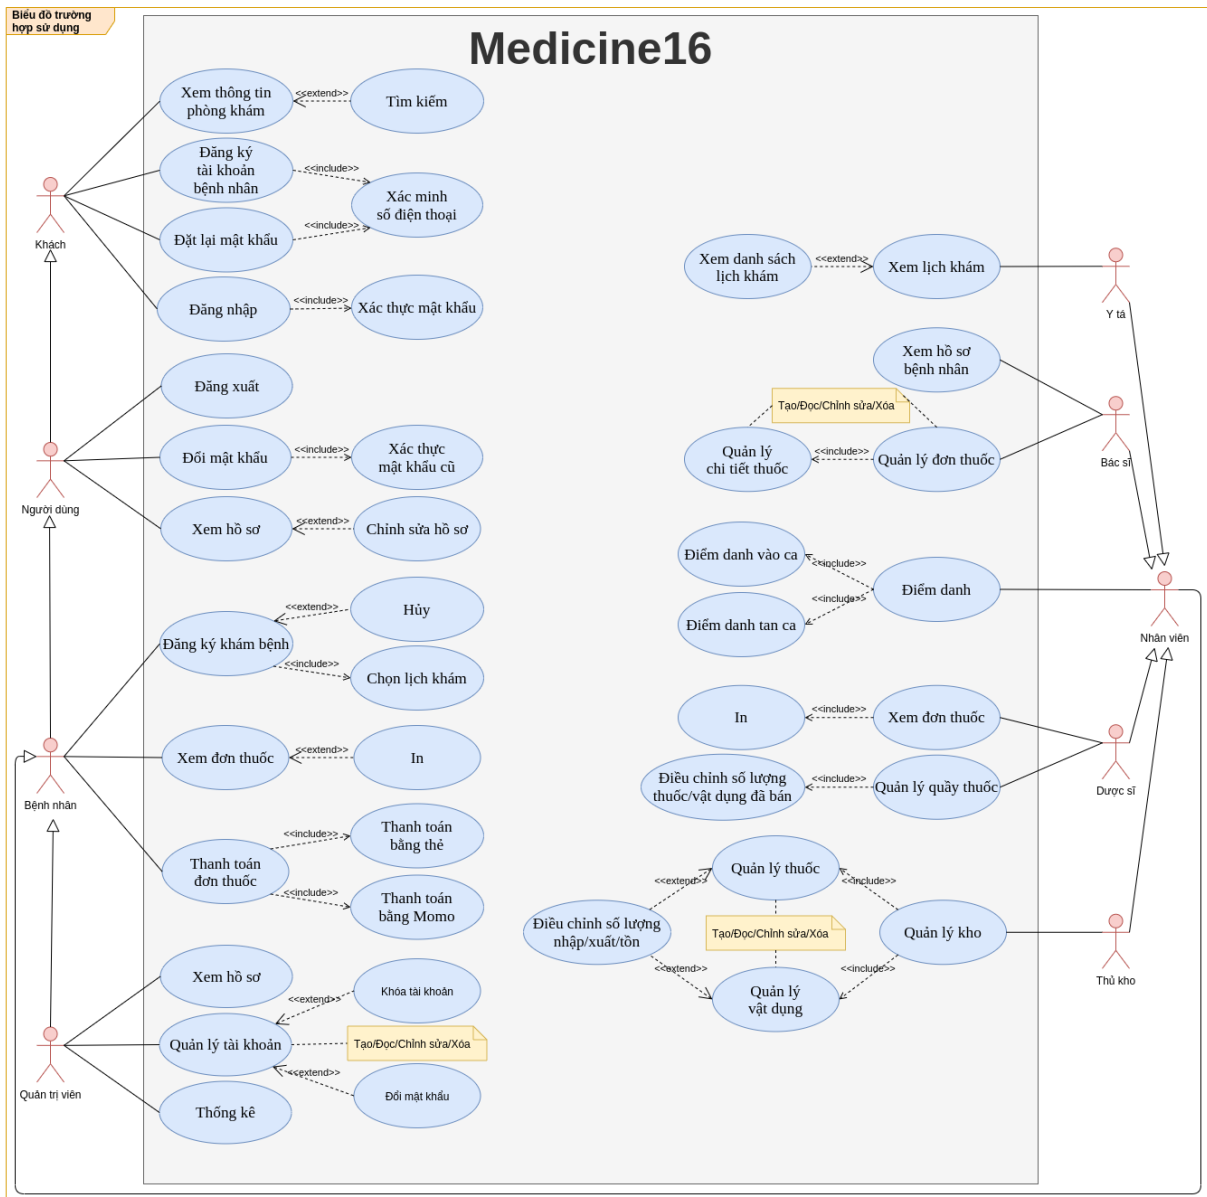 Biểu đồ trường
hợp sử dụng
Medicine16
Xem thông tin
phòng khám
<<extend>>
Tìm kiếm
Đăng ký
tài khoản
bệnh nhân
<<include>>
Xác minh
số điện thoại
Khách
Đặt lại mật khẩu
<<include>>
Đăng nhập
<<include>>
Xác thực mật khẩu
Đăng xuất
Đổi mật khẩu
<<include>>
Xác thực
mật khẩu cũ
Người dùng
Xem hồ sơ
<<extend>>
Chỉnh sửa hồ sơ
Đăng ký khám bệnh
<<extend>>
Hủy
<<include>>
Chọn lịch khám
Xem đơn thuốc
<<extend>>
In
Bệnh nhân
Thanh toán
đơn thuốc
<<include>>
Thanh toán
bằng thẻ
<<include>>
Thanh toán
bằng Momo
Xem hồ sơ
<<extend>>
Khóa tài khoản
Quản lý tài khoản
Tạo/Đọc/Chỉnh sửa/Xóa
<<extend>>
Đổi mật khẩu
Quản trị viên
Thống kê
Xem danh sách
lịch khám
<<extend>>
Xem lịch khám
Y tá
Xem hồ sơ
bệnh nhân
Tạo/Đọc/Chỉnh sửa/Xóa
Quản lý
chi tiết thuốc
<<include>>
Quản lý đơn thuốc
Bác sĩ
Điểm danh vào ca
<<include>>
Điểm danh
<<include>>
Điểm danh tan ca
Nhân viên
In
<<include>>
Xem đơn thuốc
Điều chỉnh số lượng
thuốc/vật dụng đã bán
<<include>>
Quản lý quầy thuốc
Dược sĩ
Quản lý thuốc
<<extend>>
<<include>>
Điều chỉnh số lượng
nhập/xuất/tồn
Tạo/Đọc/Chỉnh sửa/Xóa
Quản lý kho
<<extend>>
<<include>>
Quản lý
vật dụng
Thủ kho